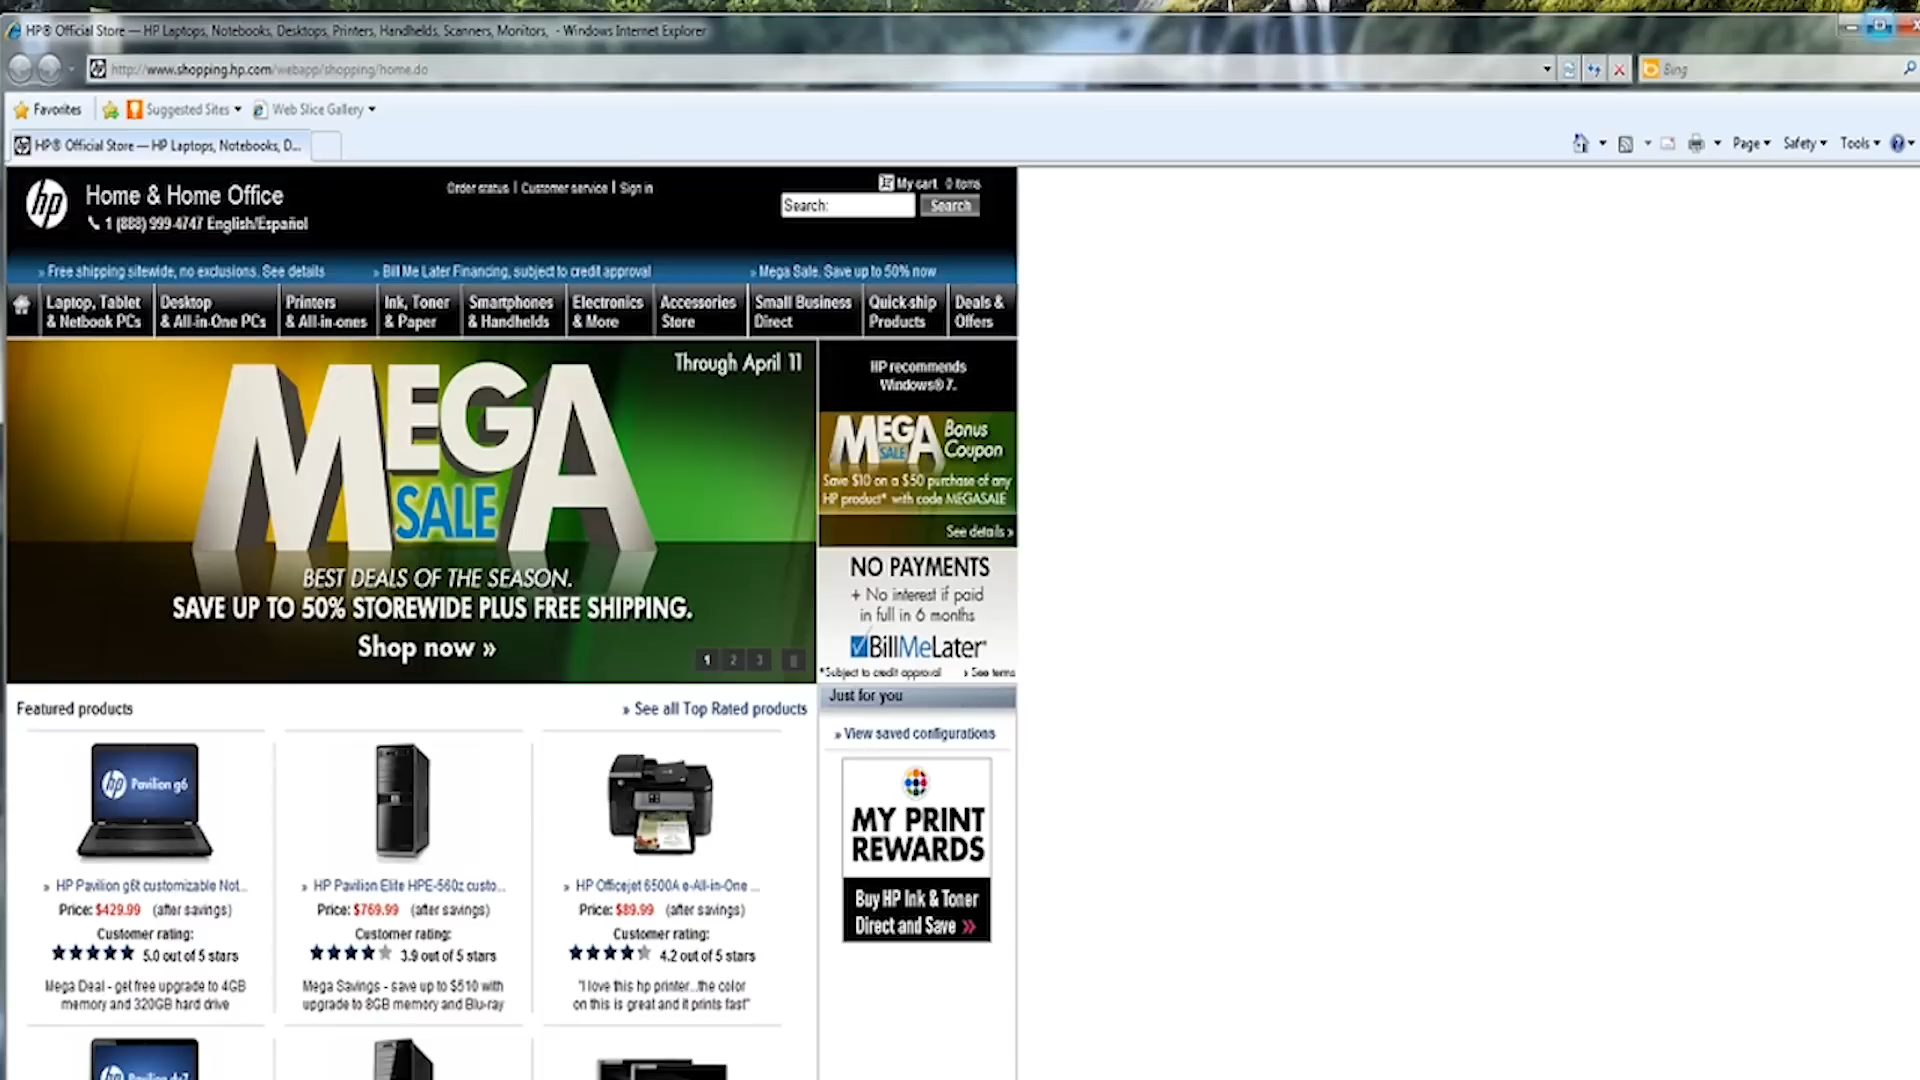 HP® Official Store — HP Laptops, Notebooks, Desktops, Printers, Handhelds, Scanners, Monitors, - Windows Internet Explorer
http://www.shopping.hp.com/webapp/shopping/home.do
Bing
Favorites Suggested Sites Web Slice Gallery
HP® Official Store — HP Laptops, Notebooks, D...
Page Safety Tools
hp
Home & Home Office
1 (888) 999-4747 English/Español
Order status | Customer service | Sign in
My cart 0 items
Search: Search
» Free shipping sitewide, no exclusions. See details
» Bill Me Later Financing, subject to credit approval
» Mega Sale. Save up to 50% now
Laptop, Tablet
& Netbook PCs
Desktop
& All-in-One PCs
Printers
& All-in-ones
Ink, Toner
& Paper
Smartphones
& Handhelds
Electronics
& More
Accessories
Store
Small Business
Direct
Quick-ship
Products
Deals &
Offers
Through April 11
MEGA
SALE
BEST DEALS OF THE SEASON.
SAVE UP TO 50% STOREWIDE PLUS FREE SHIPPING.
Shop now »
1 2 3
HP recommends
Windows® 7.
MEGA
SALE
Bonus
Coupon
Save $10 on a $50 purchase of any
HP product* with code MEGASALE
See details ›
NO PAYMENTS
+ No interest if paid
in full in 6 months
BillMeLater®
*Subject to credit approval › See terms
Just for you
» View saved configurations
MY PRINT
REWARDS
Buy HP Ink & Toner
Direct and Save »
Featured products
» See all Top Rated products
hp Pavilion g6
» HP Pavilion g6t customizable Not...
Price: $429.99 (after savings)
Customer rating:
5.0 out of 5 stars
Mega Deal - get free upgrade to 4GB
memory and 320GB hard drive
» HP Pavilion Elite HPE-560z custo...
Price: $769.99 (after savings)
Customer rating:
3.9 out of 5 stars
Mega Savings - save up to $510 with
upgrade to 8GB memory and Blu-ray
» HP Officejet 6500A e-All-in-One ...
Price: $89.99 (after savings)
Customer rating:
4.2 out of 5 stars
"I love this hp printer...the color
on this is great and it prints fast"
Pavilion dv7